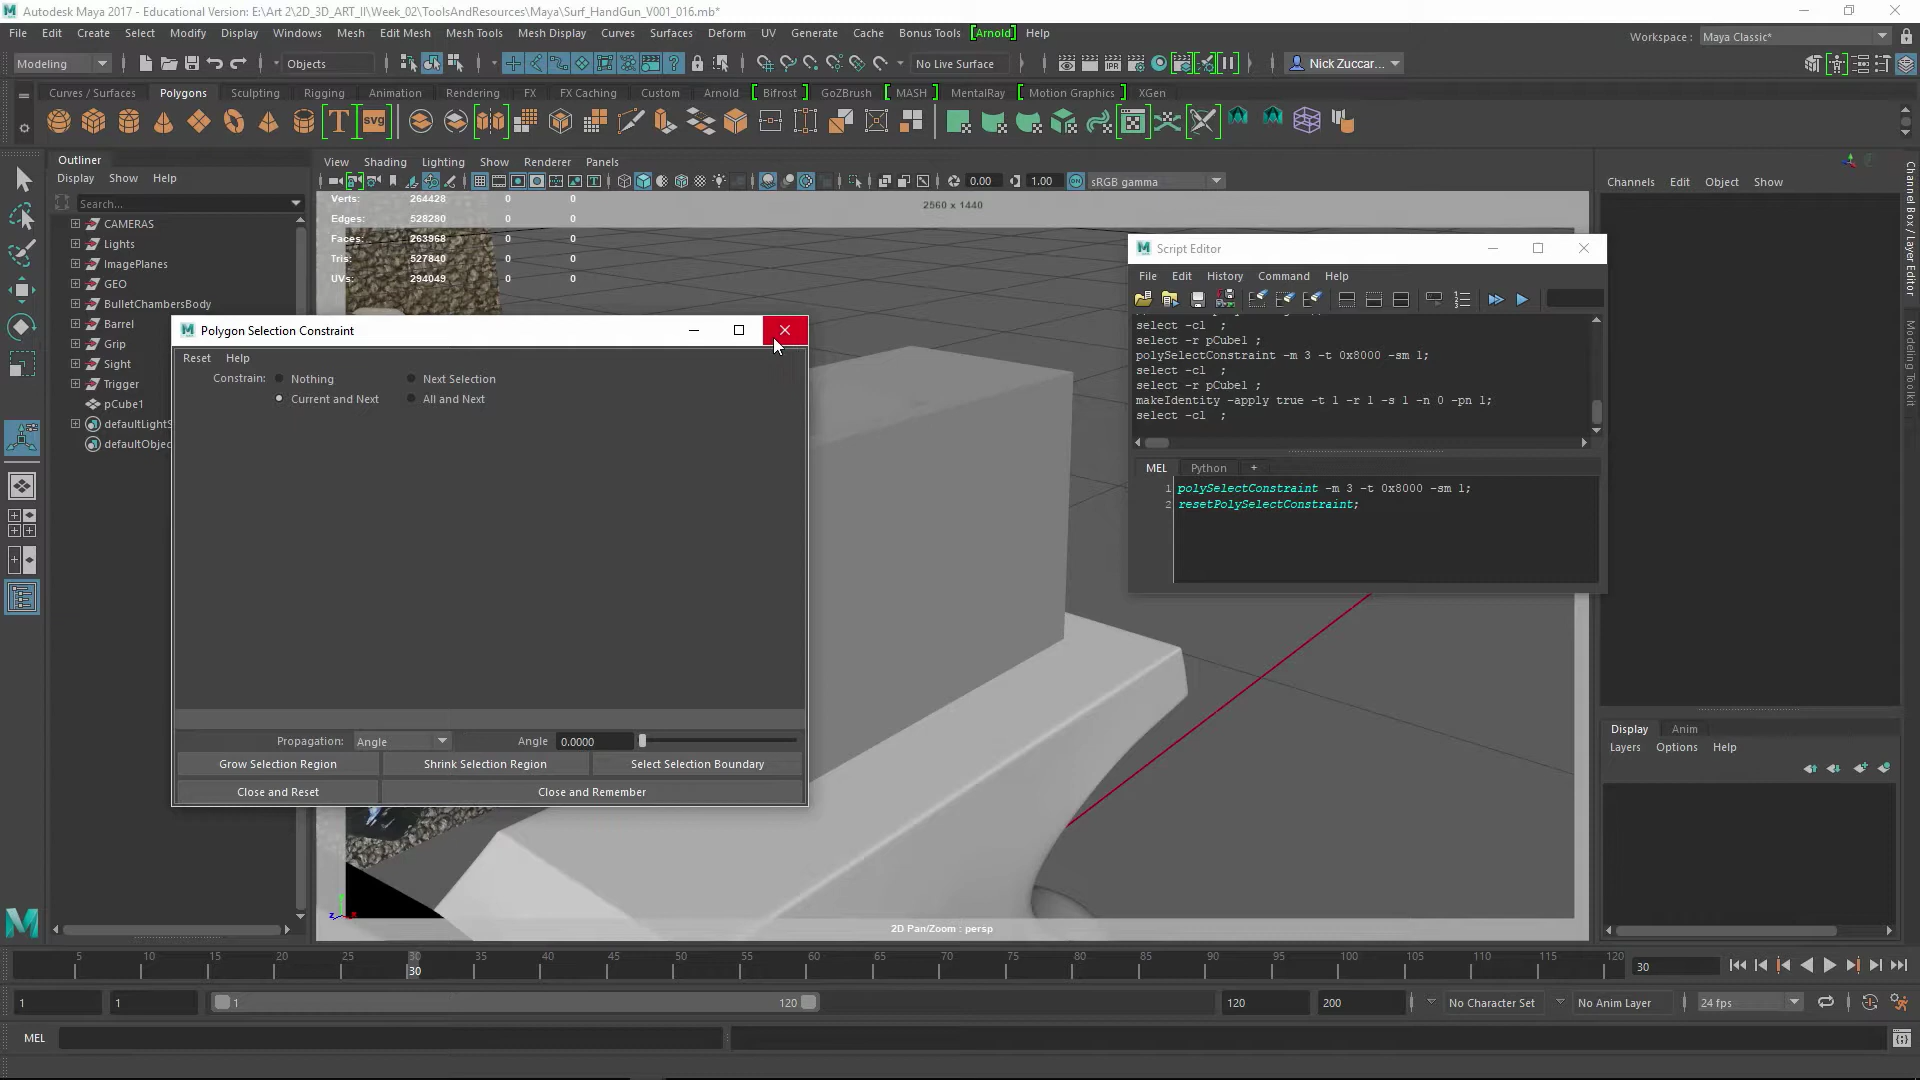 Autodesk Maya 2017 - Educational Version: E:\Art 2\2D_3D_ART_II\Week_02\ToolsAndResources\Maya\Surf_HandGun_V001_016.mb*
File Edit Create Select Modify Display Windows Mesh Edit Mesh Mesh Tools Mesh Display Curves Surfaces Deform UV Generate Cache Bonus Tools [Arnold] Help
Workspace : Maya Classic*
Modeling Objects No Live Surface Nick Zuccar...
Curves / Surfaces Polygons Sculpting Rigging Animation Rendering FX FX Caching Custom Arnold [ Bifrost ] GoZBrush [ MASH ] MentalRay [ Motion Graphics ] XGen
T svg
Outliner
Display Show Help
Search...
CAMERAS
Lights
ImagePlanes
GEO
BulletChambersBody
Barrel
Grip
Sight
Trigger
pCube1
defaultLightS
defaultObjec
View Shading Lighting Show Renderer Panels
0.00 1.00 ON sRGB gamma
Verts: 264428 0 0
Edges: 528280 0 0
Faces: 263968 0 0
Tris: 527840 0 0
UVs: 294049 0 0
2560 x 1440
Polygon Selection Constraint
Reset Help
Constrain: Nothing Next Selection
Current and Next All and Next
Propagation: Angle Angle 0.0000
Grow Selection Region Shrink Selection Region Select Selection Boundary
Close and Reset Close and Remember
Script Editor
File Edit History Command Help
select -cl ;
select -r pCube1 ;
polySelectConstraint -m 3 -t 0x8000 -sm 1;
select -cl ;
select -r pCube1 ;
makeIdentity -apply true -t 1 -r 1 -s 1 -n 0 -pn 1;
select -cl ;
MEL Python +
1 polySelectConstraint -m 3 -t 0x8000 -sm 1;
2 resetPolySelectConstraint;
2D Pan/Zoom : persp
Channels Edit Object Show
Channel Box / Layer Editor
Modeling Toolkit
Display Anim
Layers Options Help
5 10 15 20 25 30 35 40 45 50 55 60 65 70 75 80 85 90 95 100 105 110 115 120
30
30
1 1 1 120 120 200 No Character Set No Anim Layer 24 fps
MEL